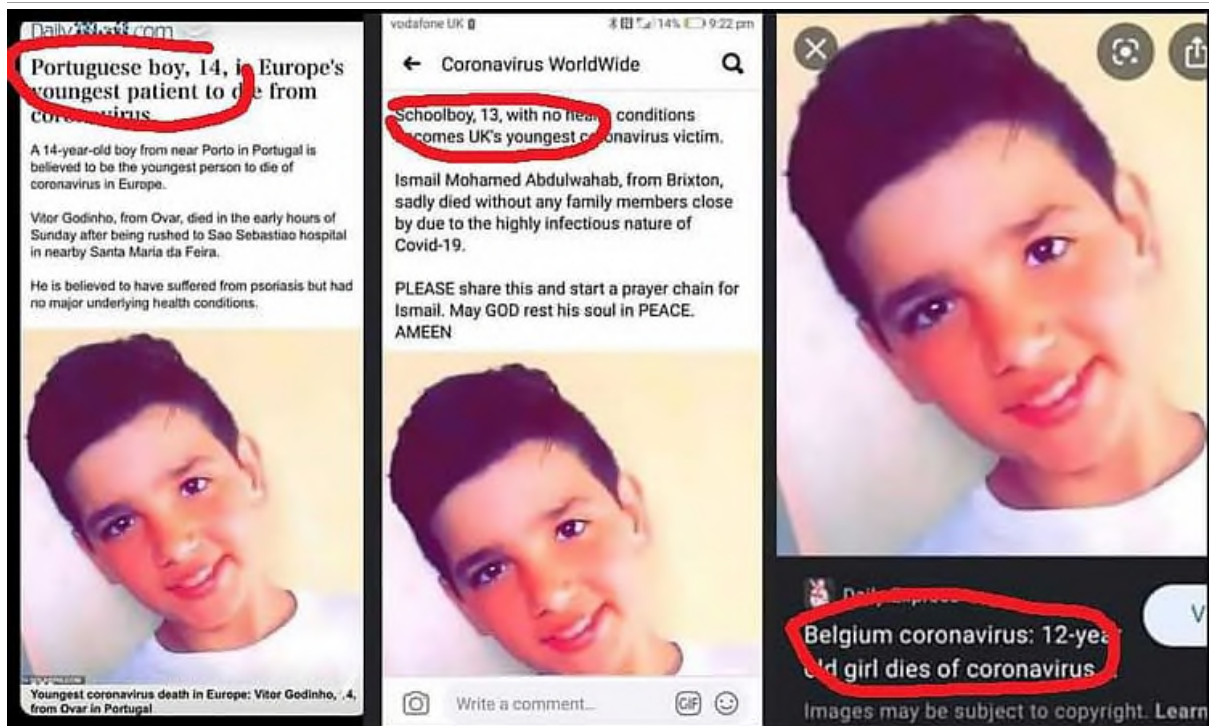 Portuguese boy, 14, is Europe's
youngest patient to die from
coronavirus
A 14-year-old boy from near Porto in Portugal is
believed to be the youngest person to die of
coronavirus in Europe.
Vitor Godinho, from Ovar, died in the early hours of
Sunday after being rushed to Sao Sebastiao hospital
in nearby Santa Maria da Feira.
He is believed to have suffered from psoriasis but had
no major underlying health conditions.
Youngest coronavirus death in Europe: Vitor Godinho,
from Ovar in Portugal
vodafone UK 14% 9:22 pm
Coronavirus WorldWide
Schoolboy, 13, with no conditions
UK's youngest coronavirus victim.
Ismail Mohamed Abdulwahab, from Brixton,
sadly died without any family members close
by due to the highly infectious nature of
Covid-19.
PLEASE share this and start a prayer chain for
Ismail. May GOD rest his soul in PEACE.
AMEEN
Write a comment...
GIF
Daily Express
Belgium coronavirus: 12-year
old girl dies of coronavirus
Images may be subject to copyright. Learn
V